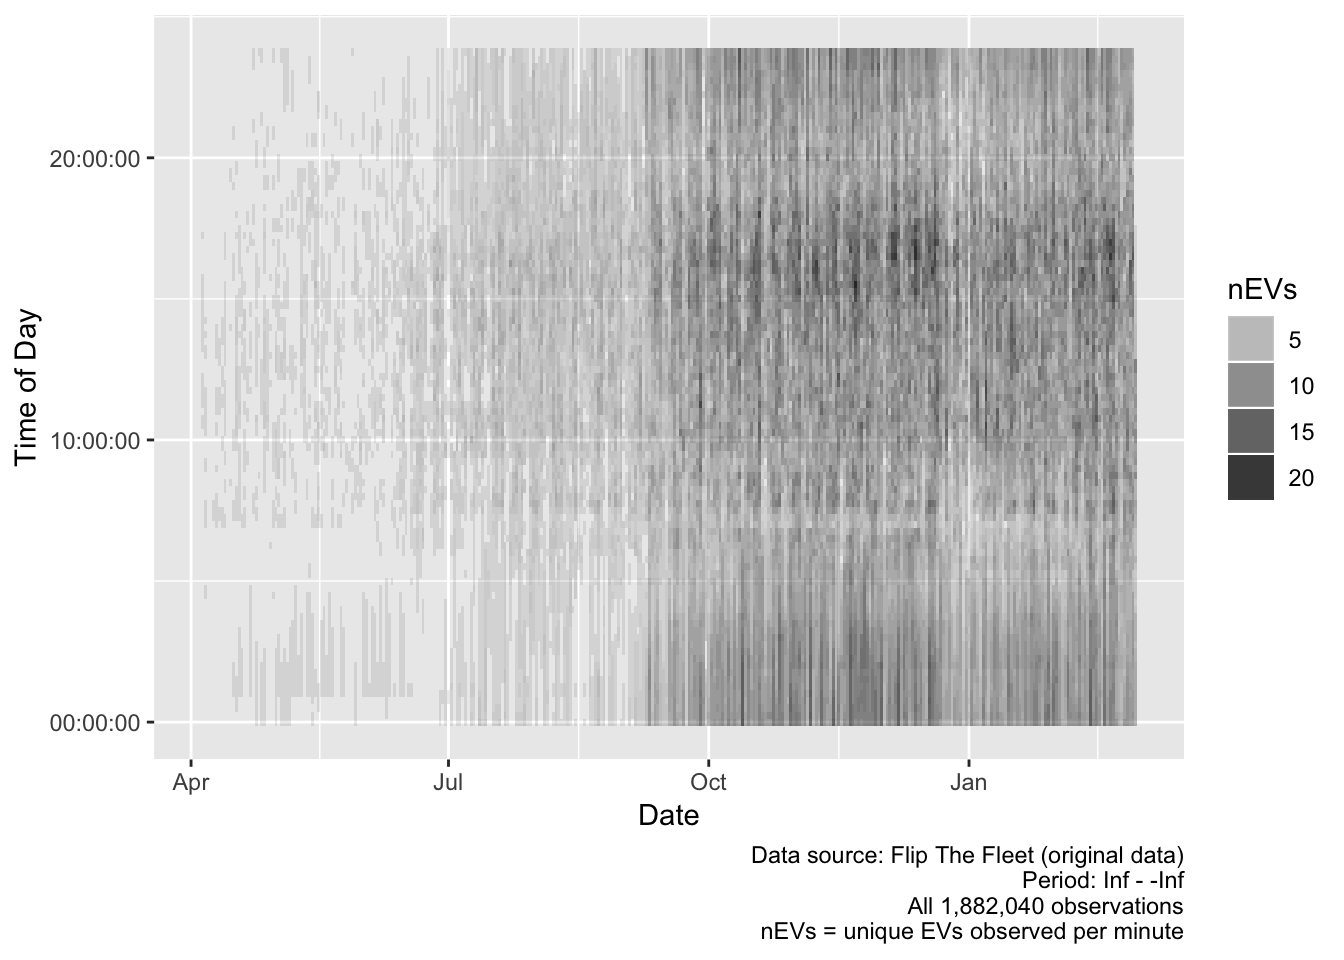 20:00:00
10:00:00
00:00:00
Time of Day
Apr
Jul
Oct
Jan
Date
nEVs
5
10
15
20
Data source: Flip The Fleet (original data)
Period: Inf - -Inf
All 1,882,040 observations
nEVs = unique EVs observed per minute